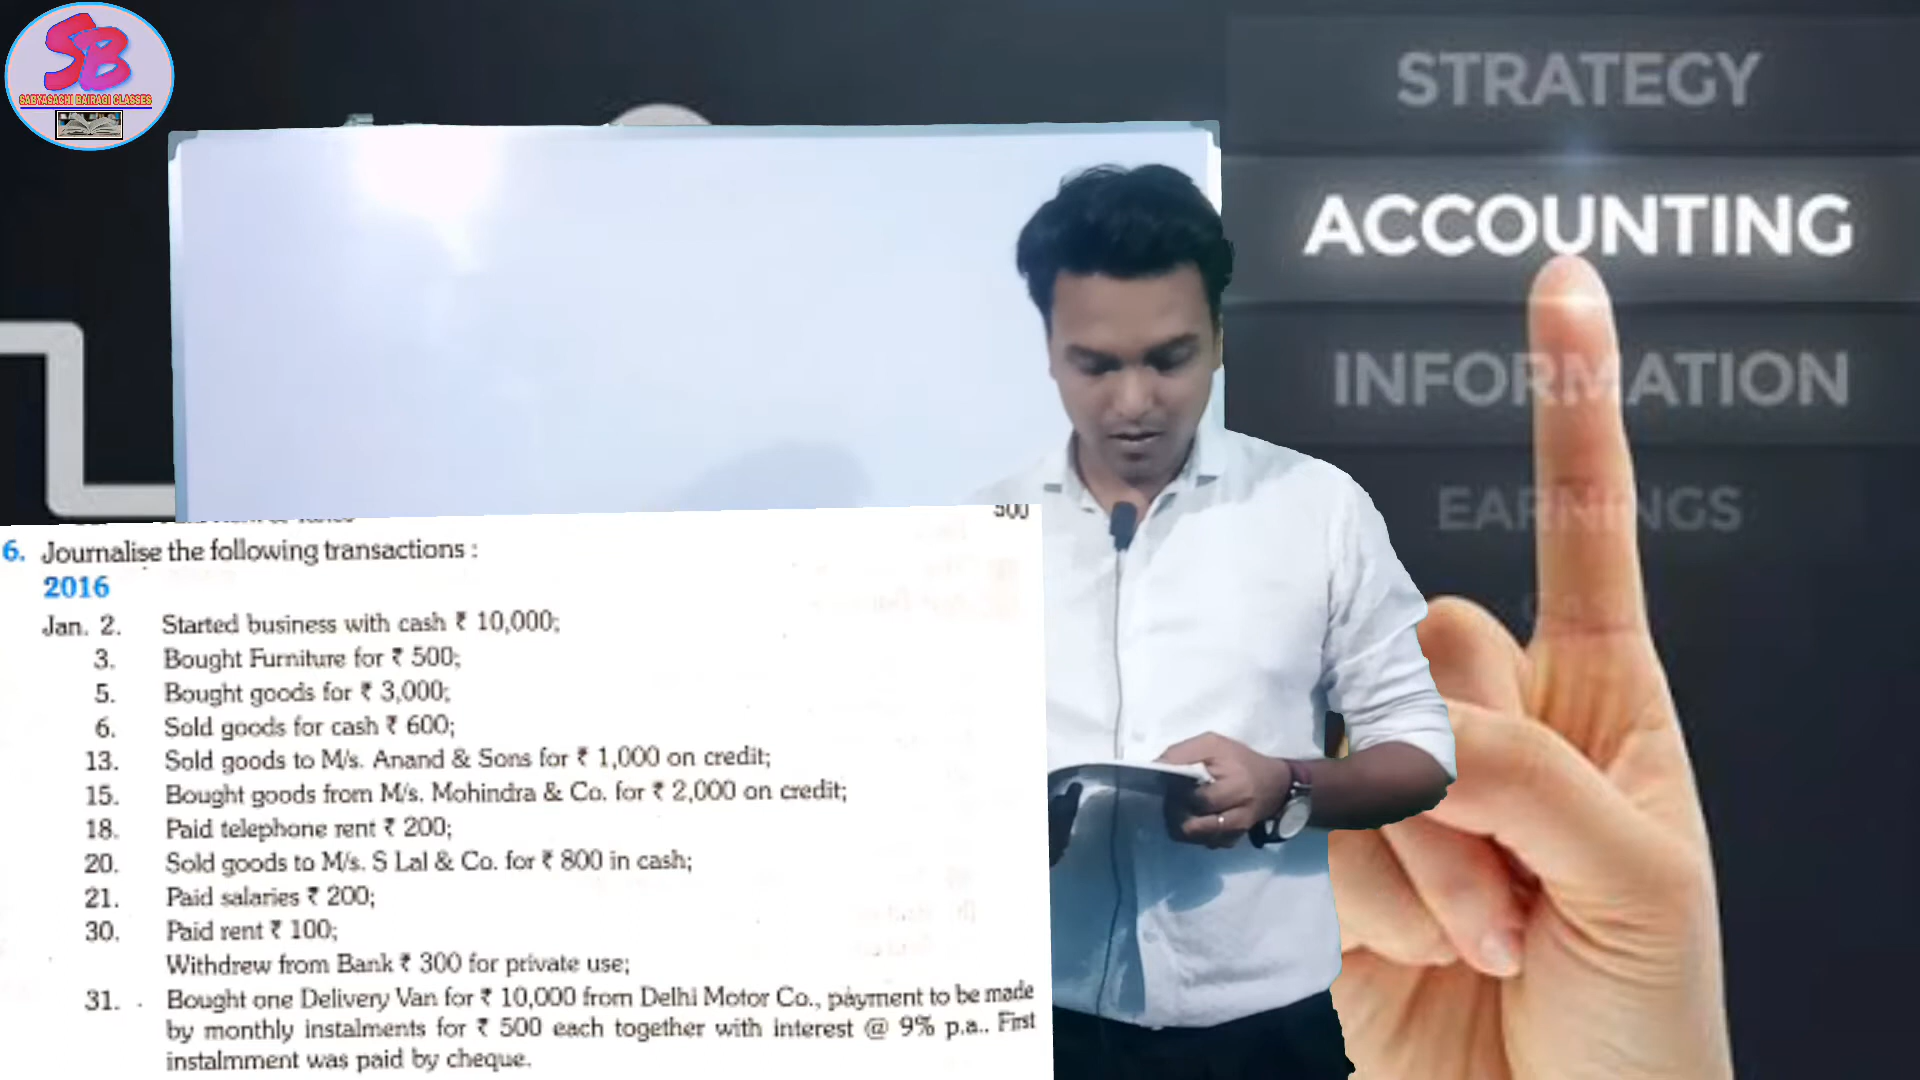 SB
SABYASACHI BAIRAGI CLASSES
STRATEGY
ACCOUNTING
INFORMATION
EARNINGS
500
6. Journalise the following transactions :
2016
Jan. 2. Started business with cash ₹ 10,000;
3. Bought Furniture for ₹ 500;
5. Bought goods for ₹ 3,000;
6. Sold goods for cash ₹ 600;
13. Sold goods to M/s. Anand & Sons for ₹ 1,000 on credit;
15. Bought goods from M/s. Mohindra & Co. for ₹ 2,000 on credit;
18. Paid telephone rent ₹ 200;
20. Sold goods to M/s. S Lal & Co. for ₹ 800 in cash;
21. Paid salaries ₹ 200;
30. Paid rent ₹ 100;
Withdrew from Bank ₹ 300 for private use;
31. Bought one Delivery Van for ₹ 10,000 from Delhi Motor Co., payment to be made
by monthly instalments for ₹ 500 each together with interest @ 9% p.a.. First
instalmment was paid by cheque.